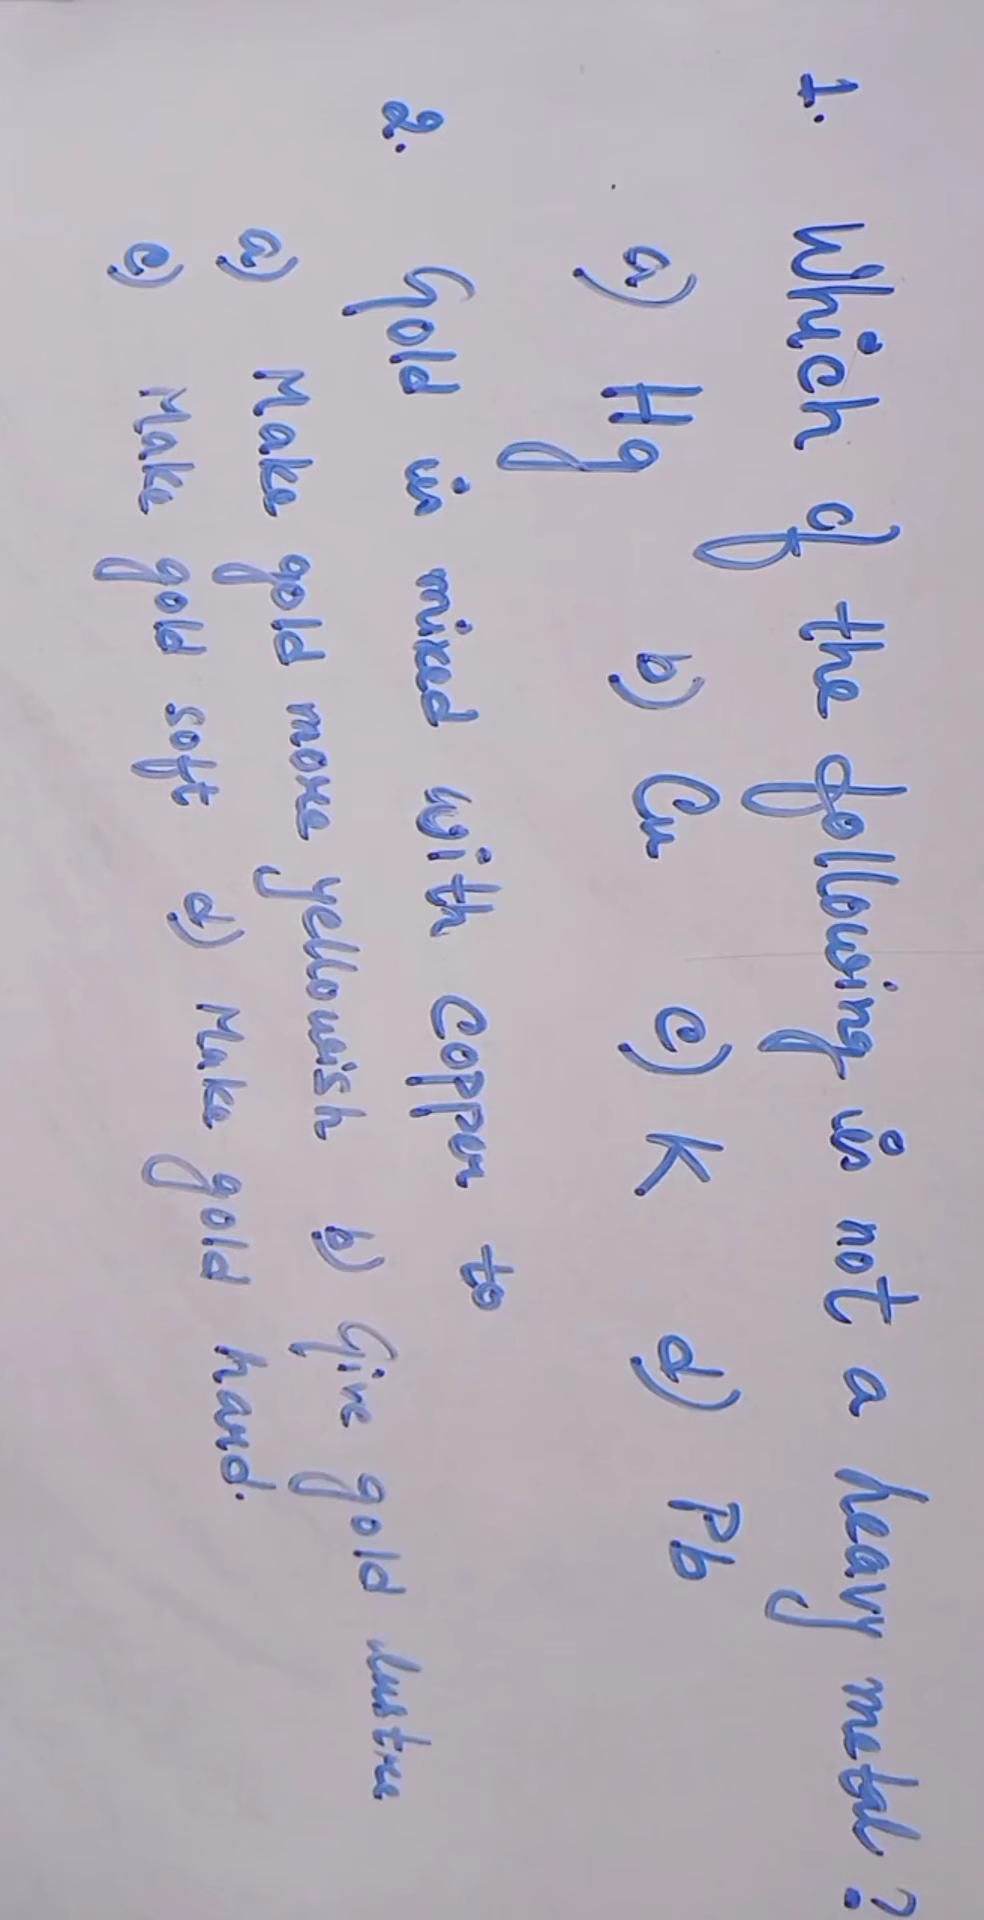 1. Which of the following is not a heavy metal?
a) Hg b) Cu c) K d) Pb
2. Gold is mixed with Copper to
a) Make gold more yellowish b) Give gold lustre
c) Make gold soft d) Make gold hard.